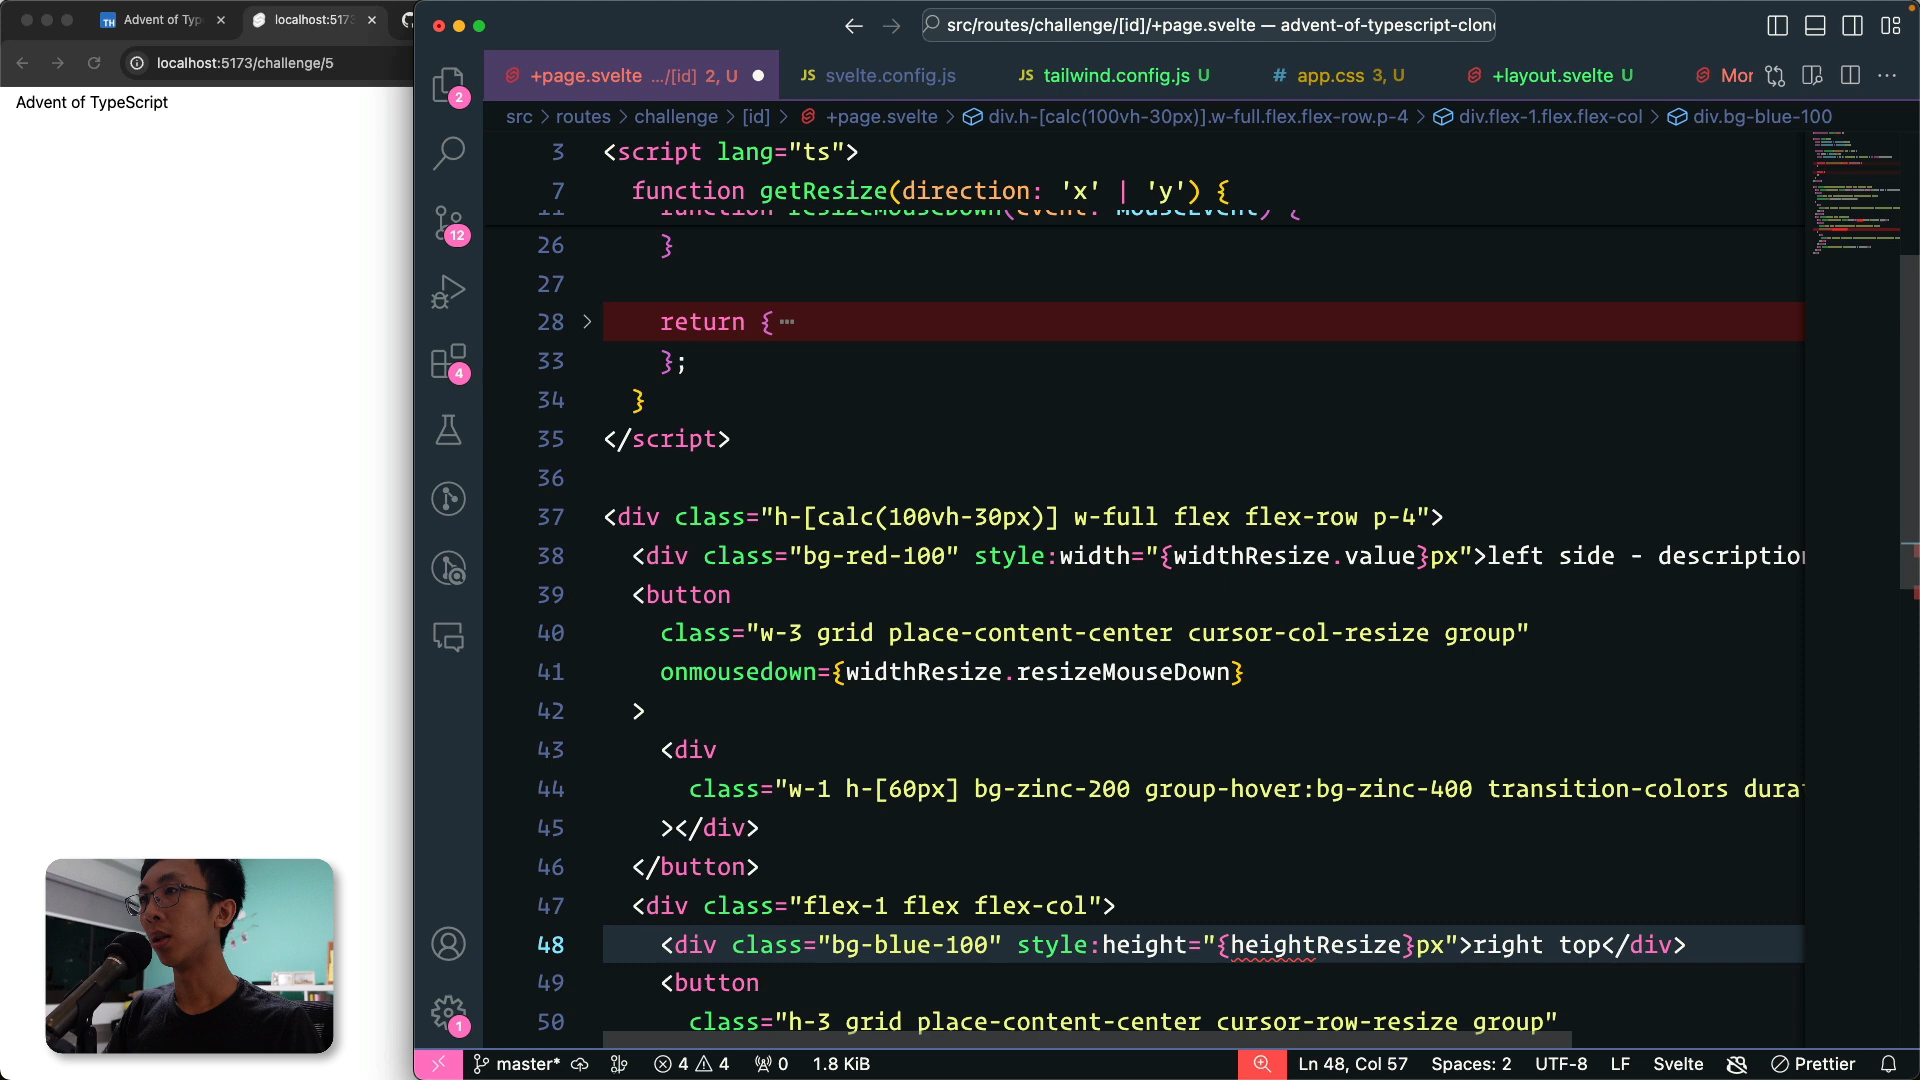 Advent of Typ
localhost:5173
localhost:5173/challenge/5
Advent of TypeScript
src/routes/challenge/[id]/+page.svelte — advent-of-typescript-clon
+page.svelte .../[id] 2, U
JS svelte.config.js
JS tailwind.config.js U
# app.css 3, U
+layout.svelte U
Mor
src > routes > challenge > [id] > +page.svelte > div.h-[calc(100vh-30px)].w-full.flex.flex-row.p-4 > div.flex-1.flex.flex-col > div.bg-blue-100
3 <script lang="ts">
7 function getResize(direction: 'x' | 'y') {
11 function resizeMouseDown(event: MouseEvent) {
26 }
27
28 return {
33 };
34 }
35 </script>
36
37 <div class="h-[calc(100vh-30px)] w-full flex flex-row p-4">
38 <div class="bg-red-100" style:width="{widthResize.value}px">left side - description
39 <button
40 class="w-3 grid place-content-center cursor-col-resize group"
41 onmousedown={widthResize.resizeMouseDown}
42 >
43 <div
44 class="w-1 h-[60px] bg-zinc-200 group-hover:bg-zinc-400 transition-colors dura
45 ></div>
46 </button>
47 <div class="flex-1 flex flex-col">
48 <div class="bg-blue-100" style:height="{heightResize}px">right top</div>
49 <button
50 class="h-3 grid place-content-center cursor-row-resize group"
2
12
4
1
master* 4 4 0 1.8 KiB
Ln 48, Col 57 Spaces: 2 UTF-8 LF Svelte Prettier